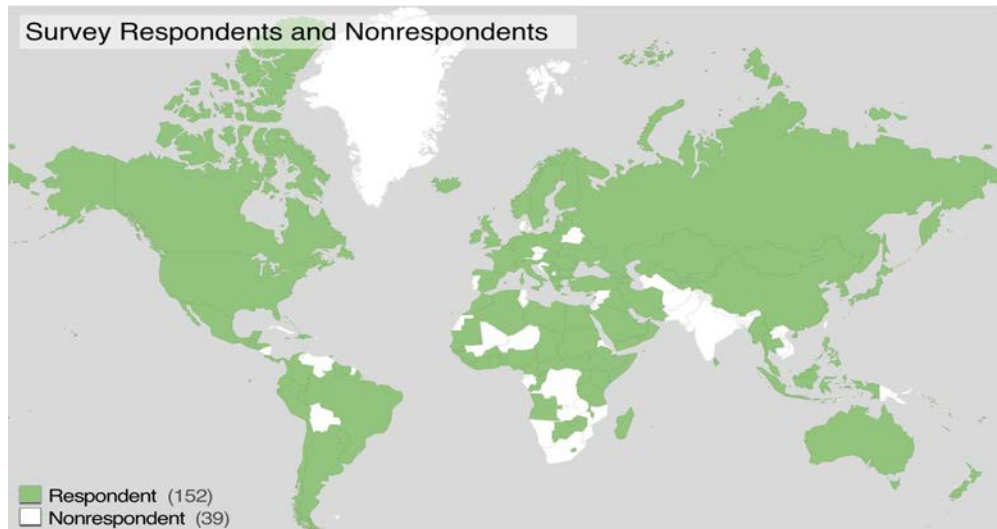 Survey Respondents and Nonrespondents
Respondent (152)
Nonrespondent (39)